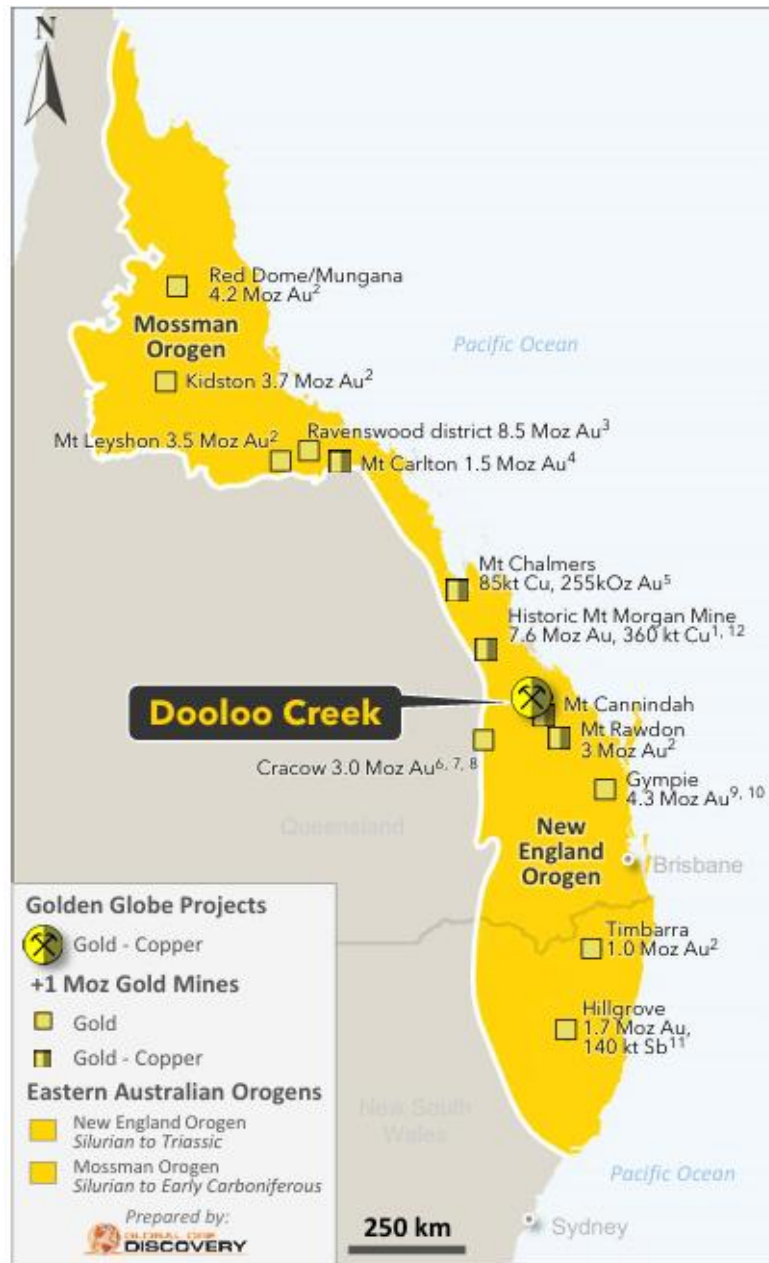 N
Red Dome/Mungana
4.2 Moz Au²
Mossman
Orogen
Pacific Ocean
Kidston 3.7 Moz Au²
Ravenswood district 8.5 Moz Au³
Mt Leyshon 3.5 Moz Au²
Mt Carlton 1.5 Moz Au⁴
Mt Chalmers
85kt Cu, 255kOz Au⁵
Historic Mt Morgan Mine
7.6 Moz Au, 360 kt Cu¹, ¹²
Dooloo Creek
Mt Cannindah
Mt Rawdon
3 Moz Au²
Cracow 3.0 Moz Au⁶, ⁷, ⁸
Gympie
4.3 Moz Au⁹, ¹⁰
Queensland
New
England
Orogen
Brisbane
Timbarra
1.0 Moz Au²
Hillgrove
1.7 Moz Au,
140 kt Sb¹¹
New South
Wales
Pacific Ocean
Sydney
250 km
Golden Globe Projects
Gold - Copper
+1 Moz Gold Mines
Gold
Gold - Copper
Eastern Australian Orogens
New England Orogen
Silurian to Triassic
Mossman Orogen
Silurian to Early Carboniferous
Prepared by:
GLOBAL ORE
DISCOVERY